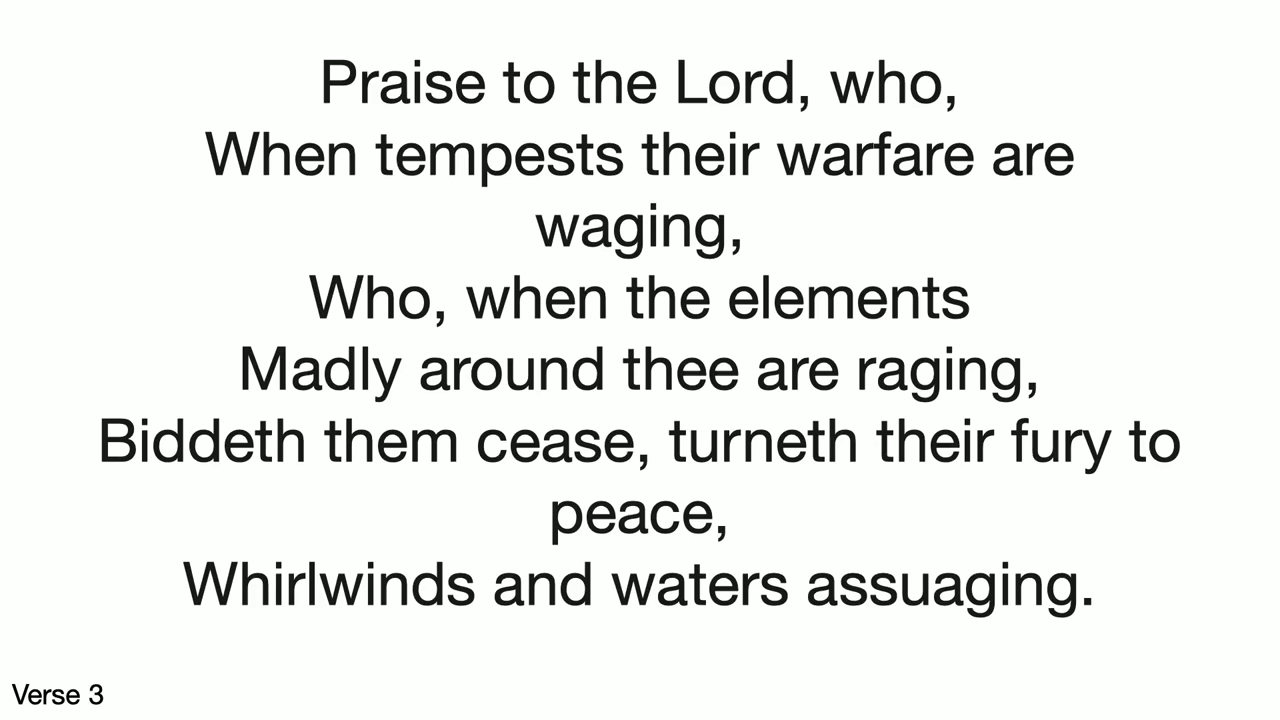 Praise to the Lord, who,
When tempests their warfare are
waging,
Who, when the elements
Madly around thee are raging,
Biddeth them cease, turneth their fury to
peace,
Whirlwinds and waters assuaging.
Verse 3